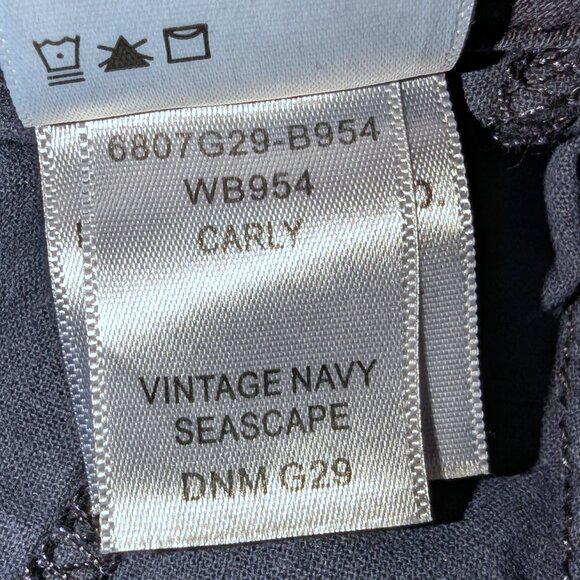 6807G29-B954
WB954
CARLY
VINTAGE NAVY
SEASCAPE
DNM G29